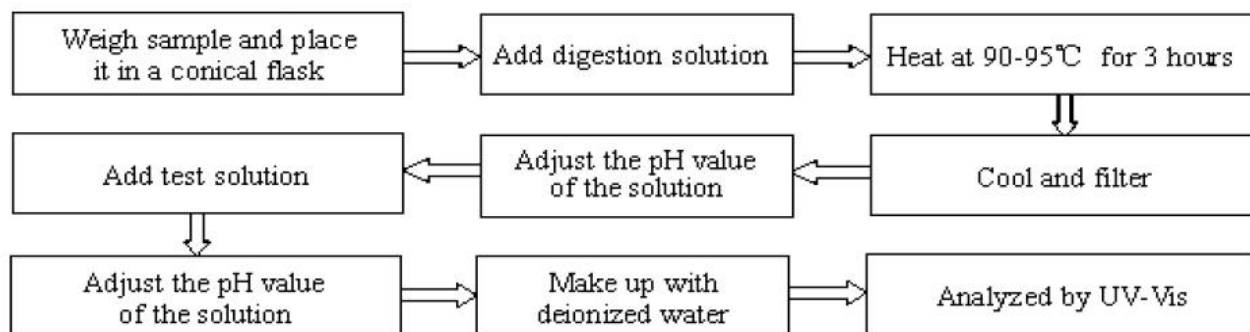 Weigh sample and place
it in a conical flask
Add digestion solution
Heat at 90-95℃ for 3 hours
Cool and filter
Adjust the pH value
of the solution
Add test solution
Adjust the pH value
of the solution
Make up with
deionized water
Analyzed by UV-Vis